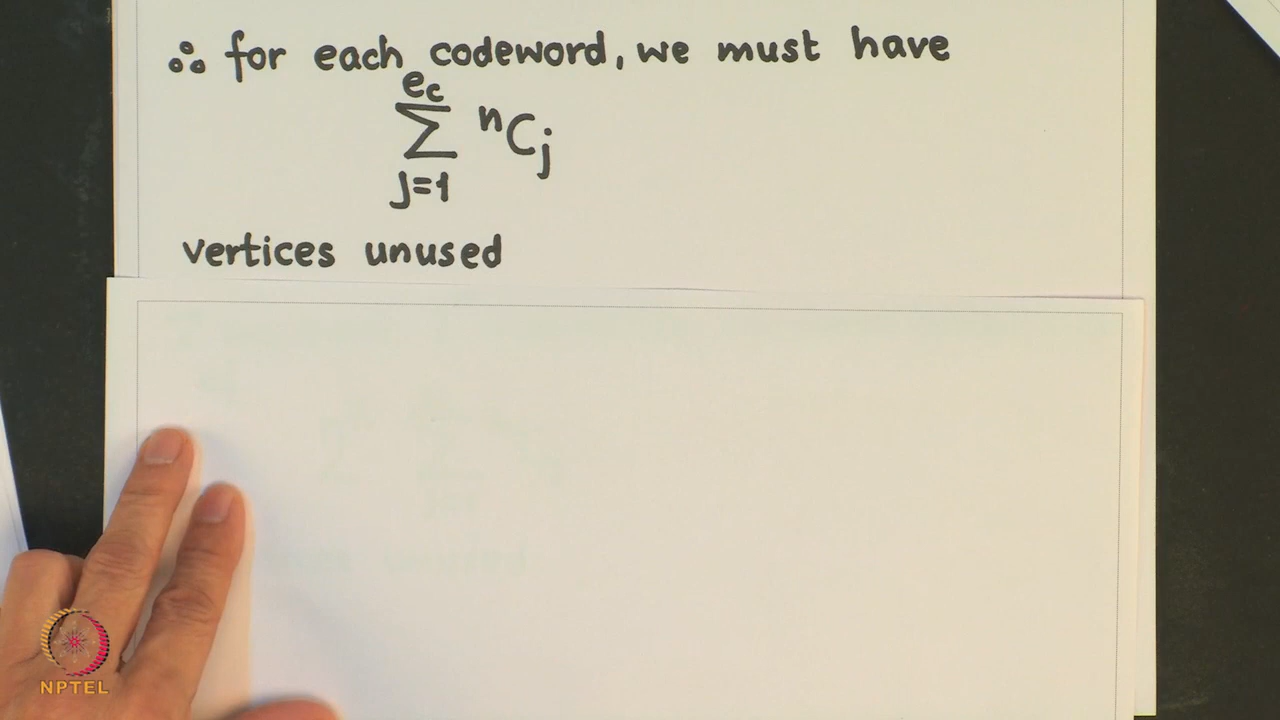 ∴ for each codeword, we must have
e_c
∑ ⁿC_j
J=1
vertices unused
NPTEL